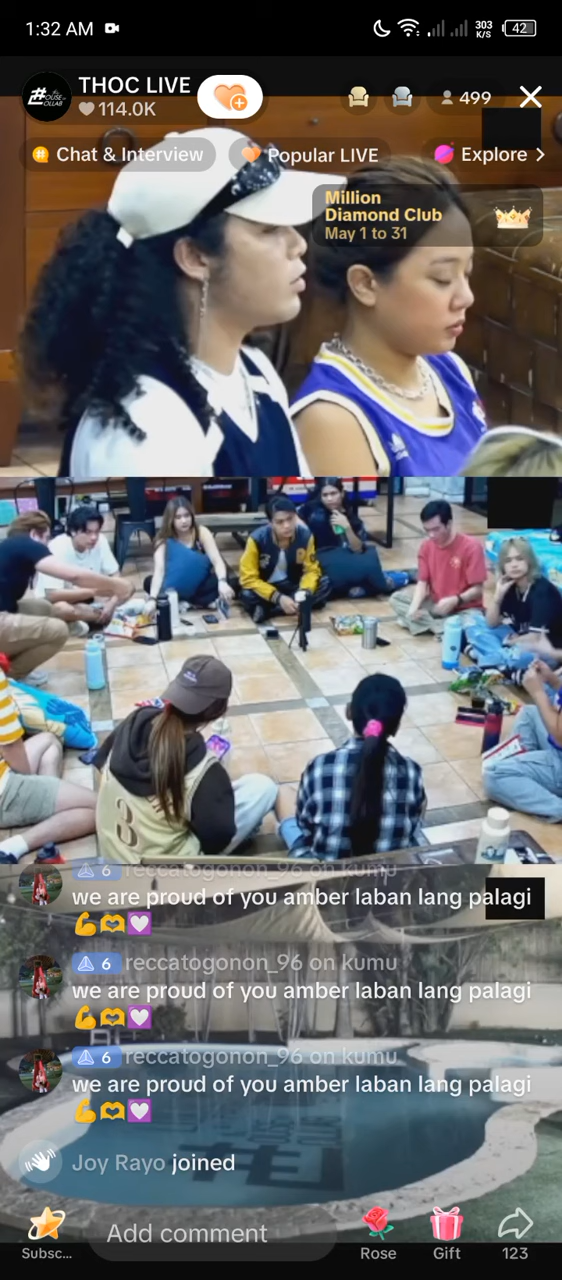 1:32 AM
303
K/S
42
THOC LIVE
114.0K
499
Chat & Interview
Popular LIVE
Explore
Million
Diamond Club
May 1 to 31
3
6 reccatogonon_96 on kumu
we are proud of you amber laban lang palagi
💪🫶💜
6 reccatogonon_96 on kumu
we are proud of you amber laban lang palagi
💪🫶💜
6 reccatogonon_96 on kumu
we are proud of you amber laban lang palagi
💪🫶💜
Joy Rayo joined
Add comment
Subsc...
Rose
Gift
123